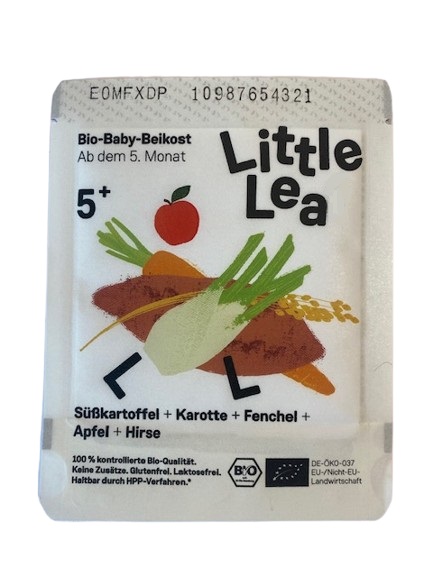 E0MFXDP 10987654321
Bio-Baby-Beikost
Ab dem 5. Monat
Little
Lea
5+
L L
Süßkartoffel + Karotte + Fenchel +
Apfel + Hirse
100 % kontrollierte Bio-Qualität.
Keine Zusätze. Glutenfrei. Laktosefrei.
Haltbar durch HPP-Verfahren.*
Bio
DE-ÖKO-037
EU-/Nicht-EU-
Landwirtschaft